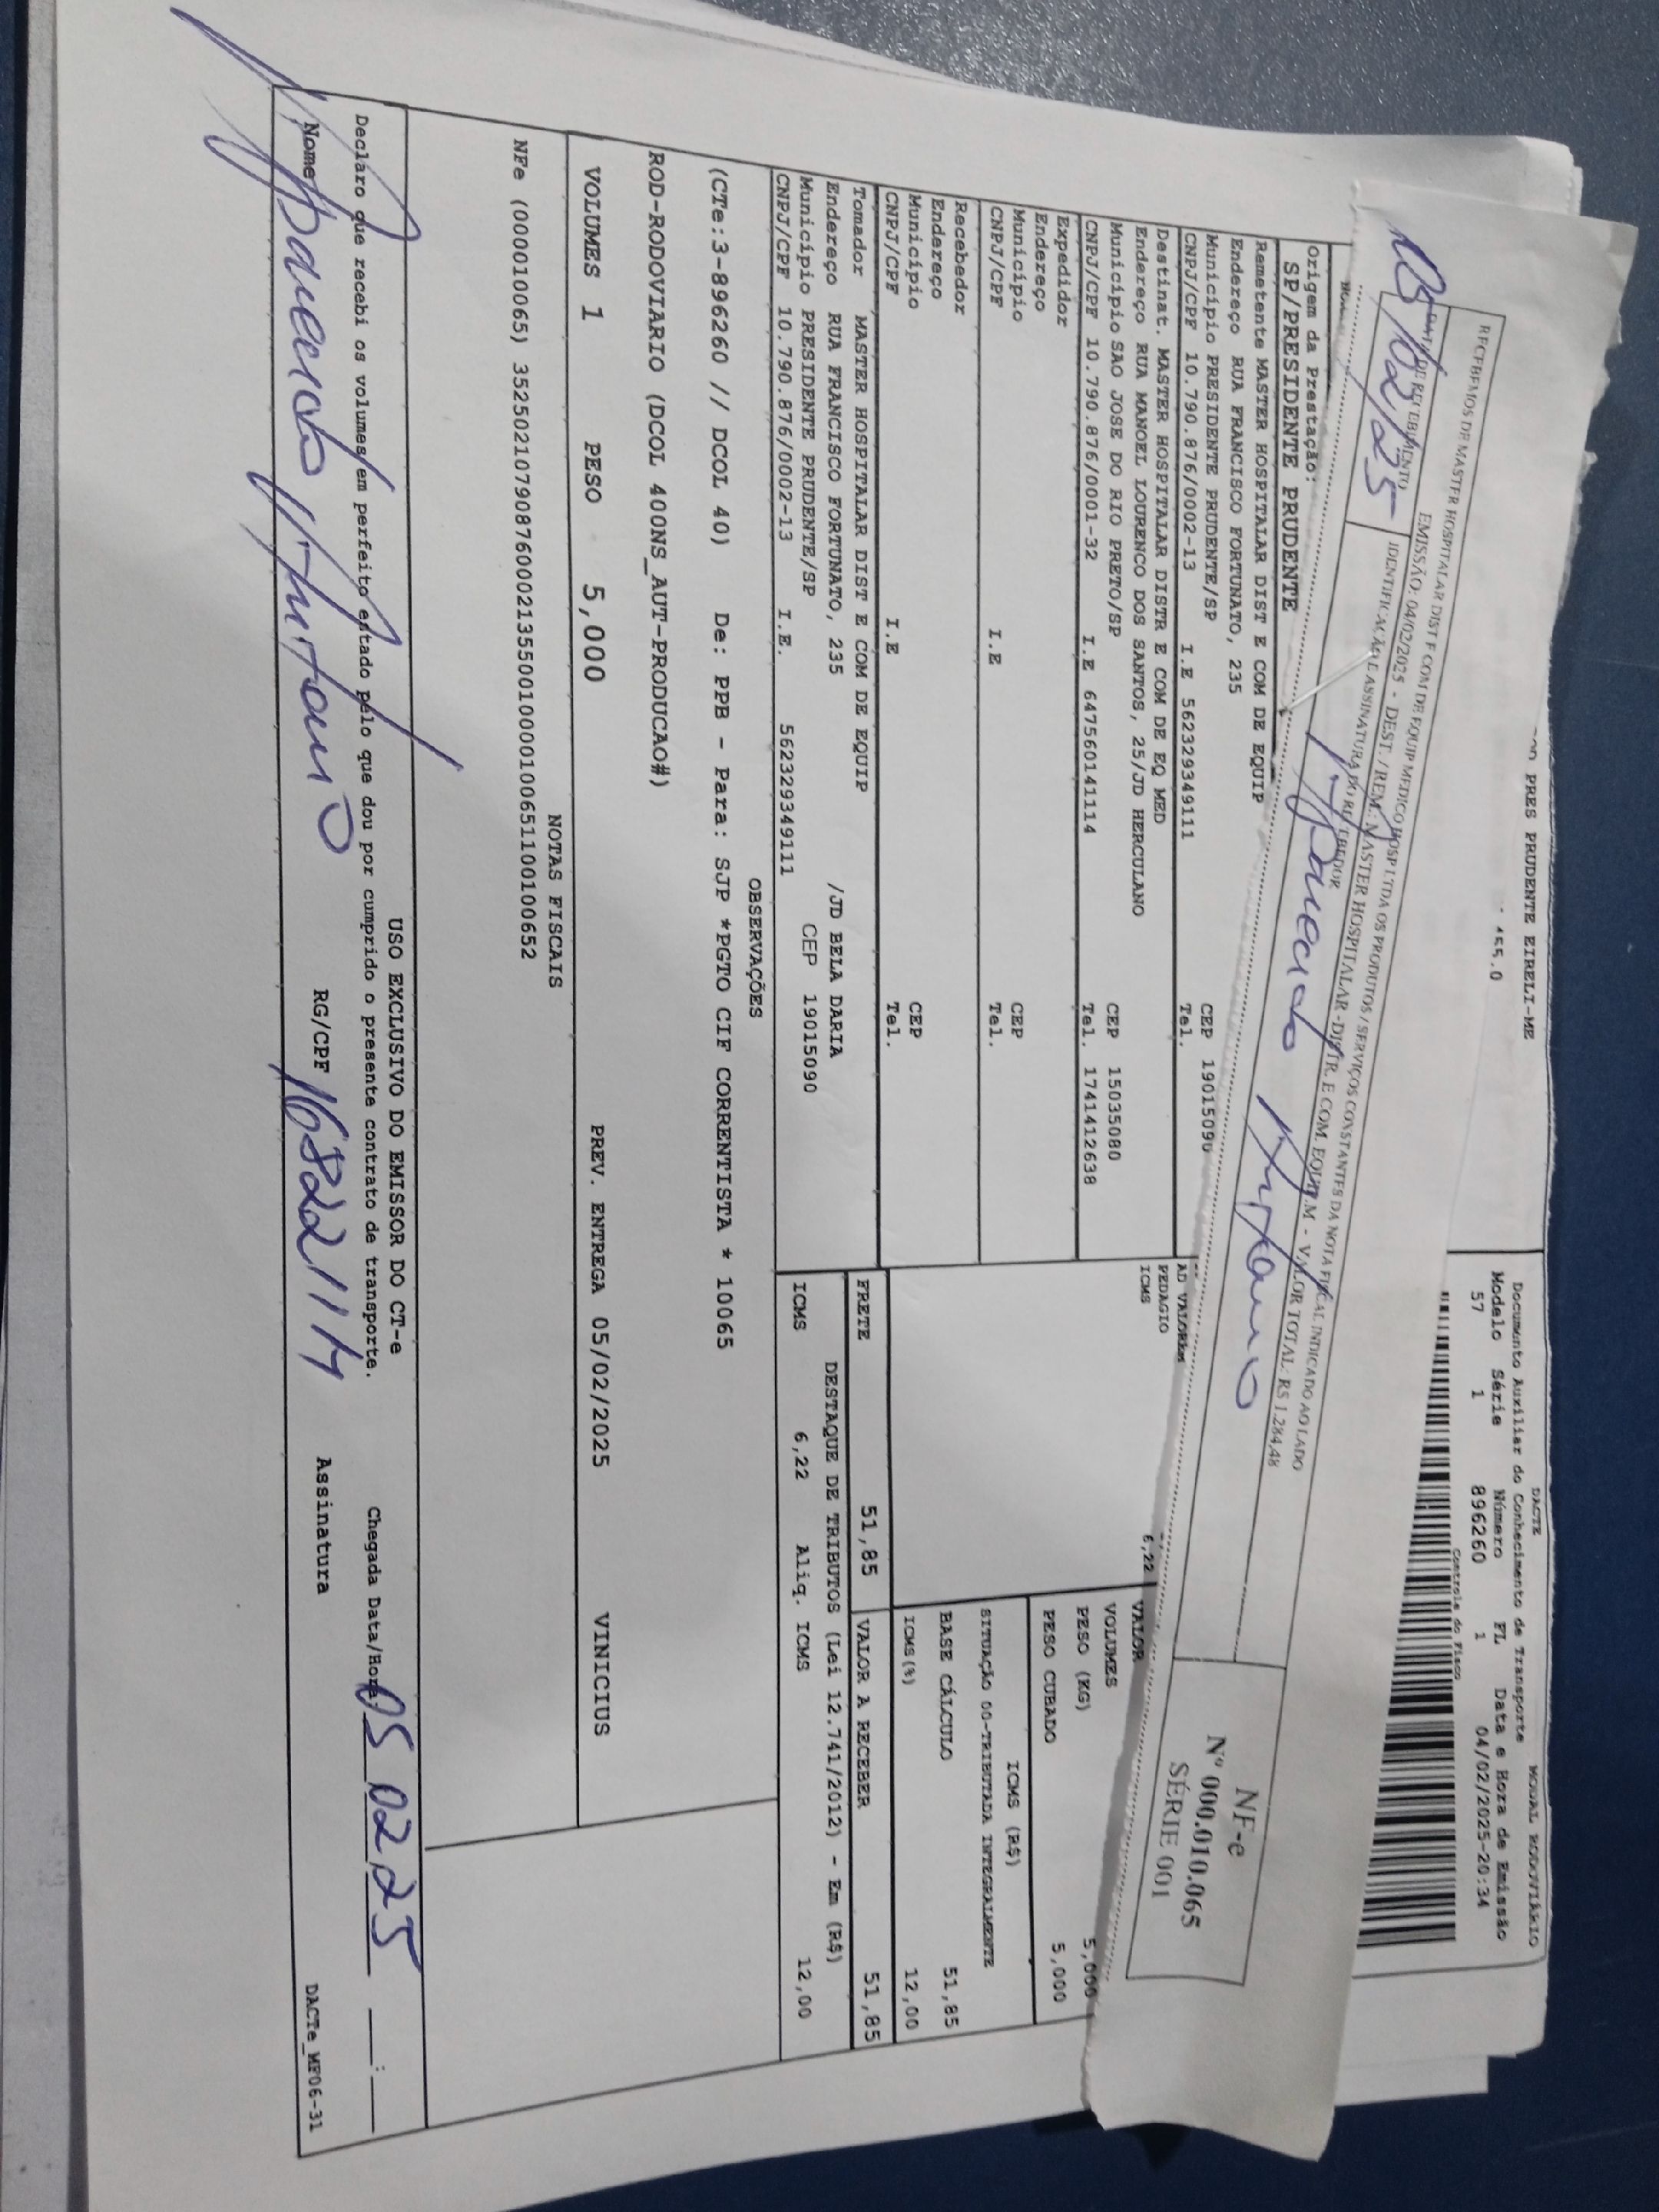 PRES PRUDENTE EIRELI-ME
DACTE
MODAL RODOVIÁRIO
Documento Auxiliar do Conhecimento de Transporte
Modelo Série Número FL Data e Hora de Emissão
57 1 896260 1 04/02/2025-20:34
Controle do Fisco
RECEBEMOS DE MASTER HOSPITALAR DIST E COM DE EQUIP MEDICO HOSP LTDA OS PRODUTOS / SERVIÇOS CONSTANTES DA NOTA FISCAL INDICADO AO LADO
EMISSÃO: 04/02/2025 - DEST. / REM.: MASTER HOSPITALAR -DISTR E COM. EQUIP.M - VALOR TOTAL: R$ 1.284,48
DATA DE RECEBIMENTO
05/02/25
IDENTIFICAÇÃO E ASSINATURA DO RECEBEDOR
Aparecido Antonio
NF-e
Nº 000.010.065
SÉRIE 001
Origem da Prestação:
SP/PRESIDENTE PRUDENTE
Remetente MASTER HOSPITALAR DIST E COM DE EQUIP
Endereço RUA FRANCISCO FORTUNATO, 235
Município PRESIDENTE PRUDENTE/SP CEP 19015090
CNPJ/CPF 10.790.876/0002-13 I.E 562329349111 Tel.
Destinat. MASTER HOSPITALAR DISTR E COM DE EQ MED
Endereço RUA MANOEL LOURENCO DOS SANTOS, 25/JD HERCULANO
Município SAO JOSE DO RIO PRETO/SP CEP 15035080
CNPJ/CPF 10.790.876/0001-32 I.E 647560141114 Tel. 1741412638
Expedidor
Endereço
Município CEP
CNPJ/CPF I.E Tel.
Recebedor
Endereço
Município CEP
CNPJ/CPF I.E Tel.
AD VALOREM
PEDAGIO
ICMS 6,22
VALOR
VOLUMES
PESO (KG) 5,000
PESO CUBADO 5,000
ICMS (R$)
SITUAÇÃO 00-TRIBUTADA INTEGRALMENTE
BASE CÁLCULO 51,85
ICMS(%) 12,00
Tomador MASTER HOSPITALAR DIST E COM DE EQUIP
Endereço RUA FRANCISCO FORTUNATO, 235 /JD BELA DARIA
Município PRESIDENTE PRUDENTE/SP CEP 19015090
CNPJ/CPF 10.790.876/0002-13 I.E. 562329349111
FRETE 51,85 VALOR A RECEBER 51,85
DESTAQUE DE TRIBUTOS (Lei 12.741/2012) - Em (R$)
ICMS 6,22 Aliq. ICMS 12,00
OBSERVAÇÕES
(CTe:3-896260 // DCOL 40) De: PPB - Para: SJP *PGTO CIF CORRENTISTA * 10065
ROD-RODOVIARIO (DCOL 400NS_AUT-PRODUCAO#)
VOLUMES 1 PESO 5,000 PREV. ENTREGA 05/02/2025 VINICIUS
NOTAS FISCAIS
NFe (000010065) 35250210790876000213550010000100651100100652
USO EXCLUSIVO DO EMISSOR DO CT-e
Declaro que recebi os volumes em perfeito estado pelo que dou por cumprido o presente contrato de transporte.
Chegada Data/Hora: 05 02 25 __:__
Nome Aparecido Antonio RG/CPF 16822111 Assinatura
DACTe_MF06-31